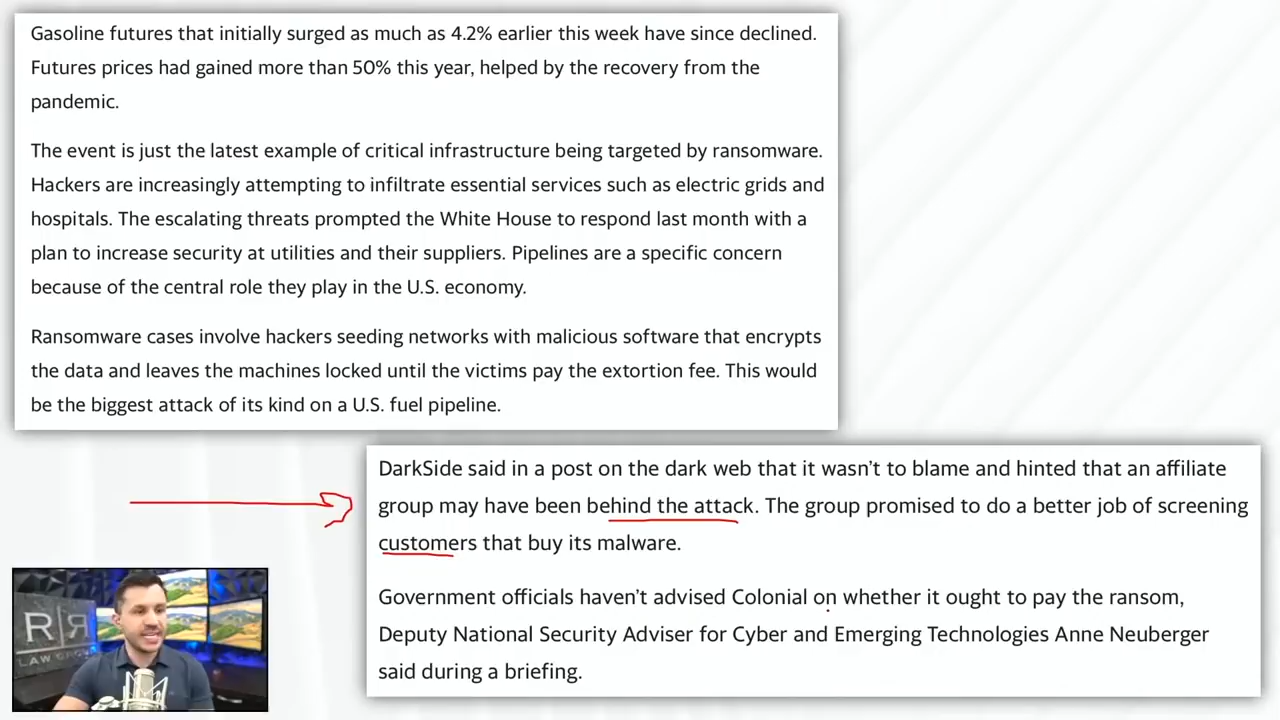 Gasoline futures that initially surged as much as 4.2% earlier this week have since declined.
Futures prices had gained more than 50% this year, helped by the recovery from the
pandemic.
The event is just the latest example of critical infrastructure being targeted by ransomware.
Hackers are increasingly attempting to infiltrate essential services such as electric grids and
hospitals. The escalating threats prompted the White House to respond last month with a
plan to increase security at utilities and their suppliers. Pipelines are a specific concern
because of the central role they play in the U.S. economy.
Ransomware cases involve hackers seeding networks with malicious software that encrypts
the data and leaves the machines locked until the victims pay the extortion fee. This would
be the biggest attack of its kind on a U.S. fuel pipeline.
DarkSide said in a post on the dark web that it wasn’t to blame and hinted that an affiliate
group may have been behind the attack. The group promised to do a better job of screening
customers that buy its malware.
Government officials haven’t advised Colonial on whether it ought to pay the ransom,
Deputy National Security Adviser for Cyber and Emerging Technologies Anne Neuberger
said during a briefing.
R|R
LAW GROUP